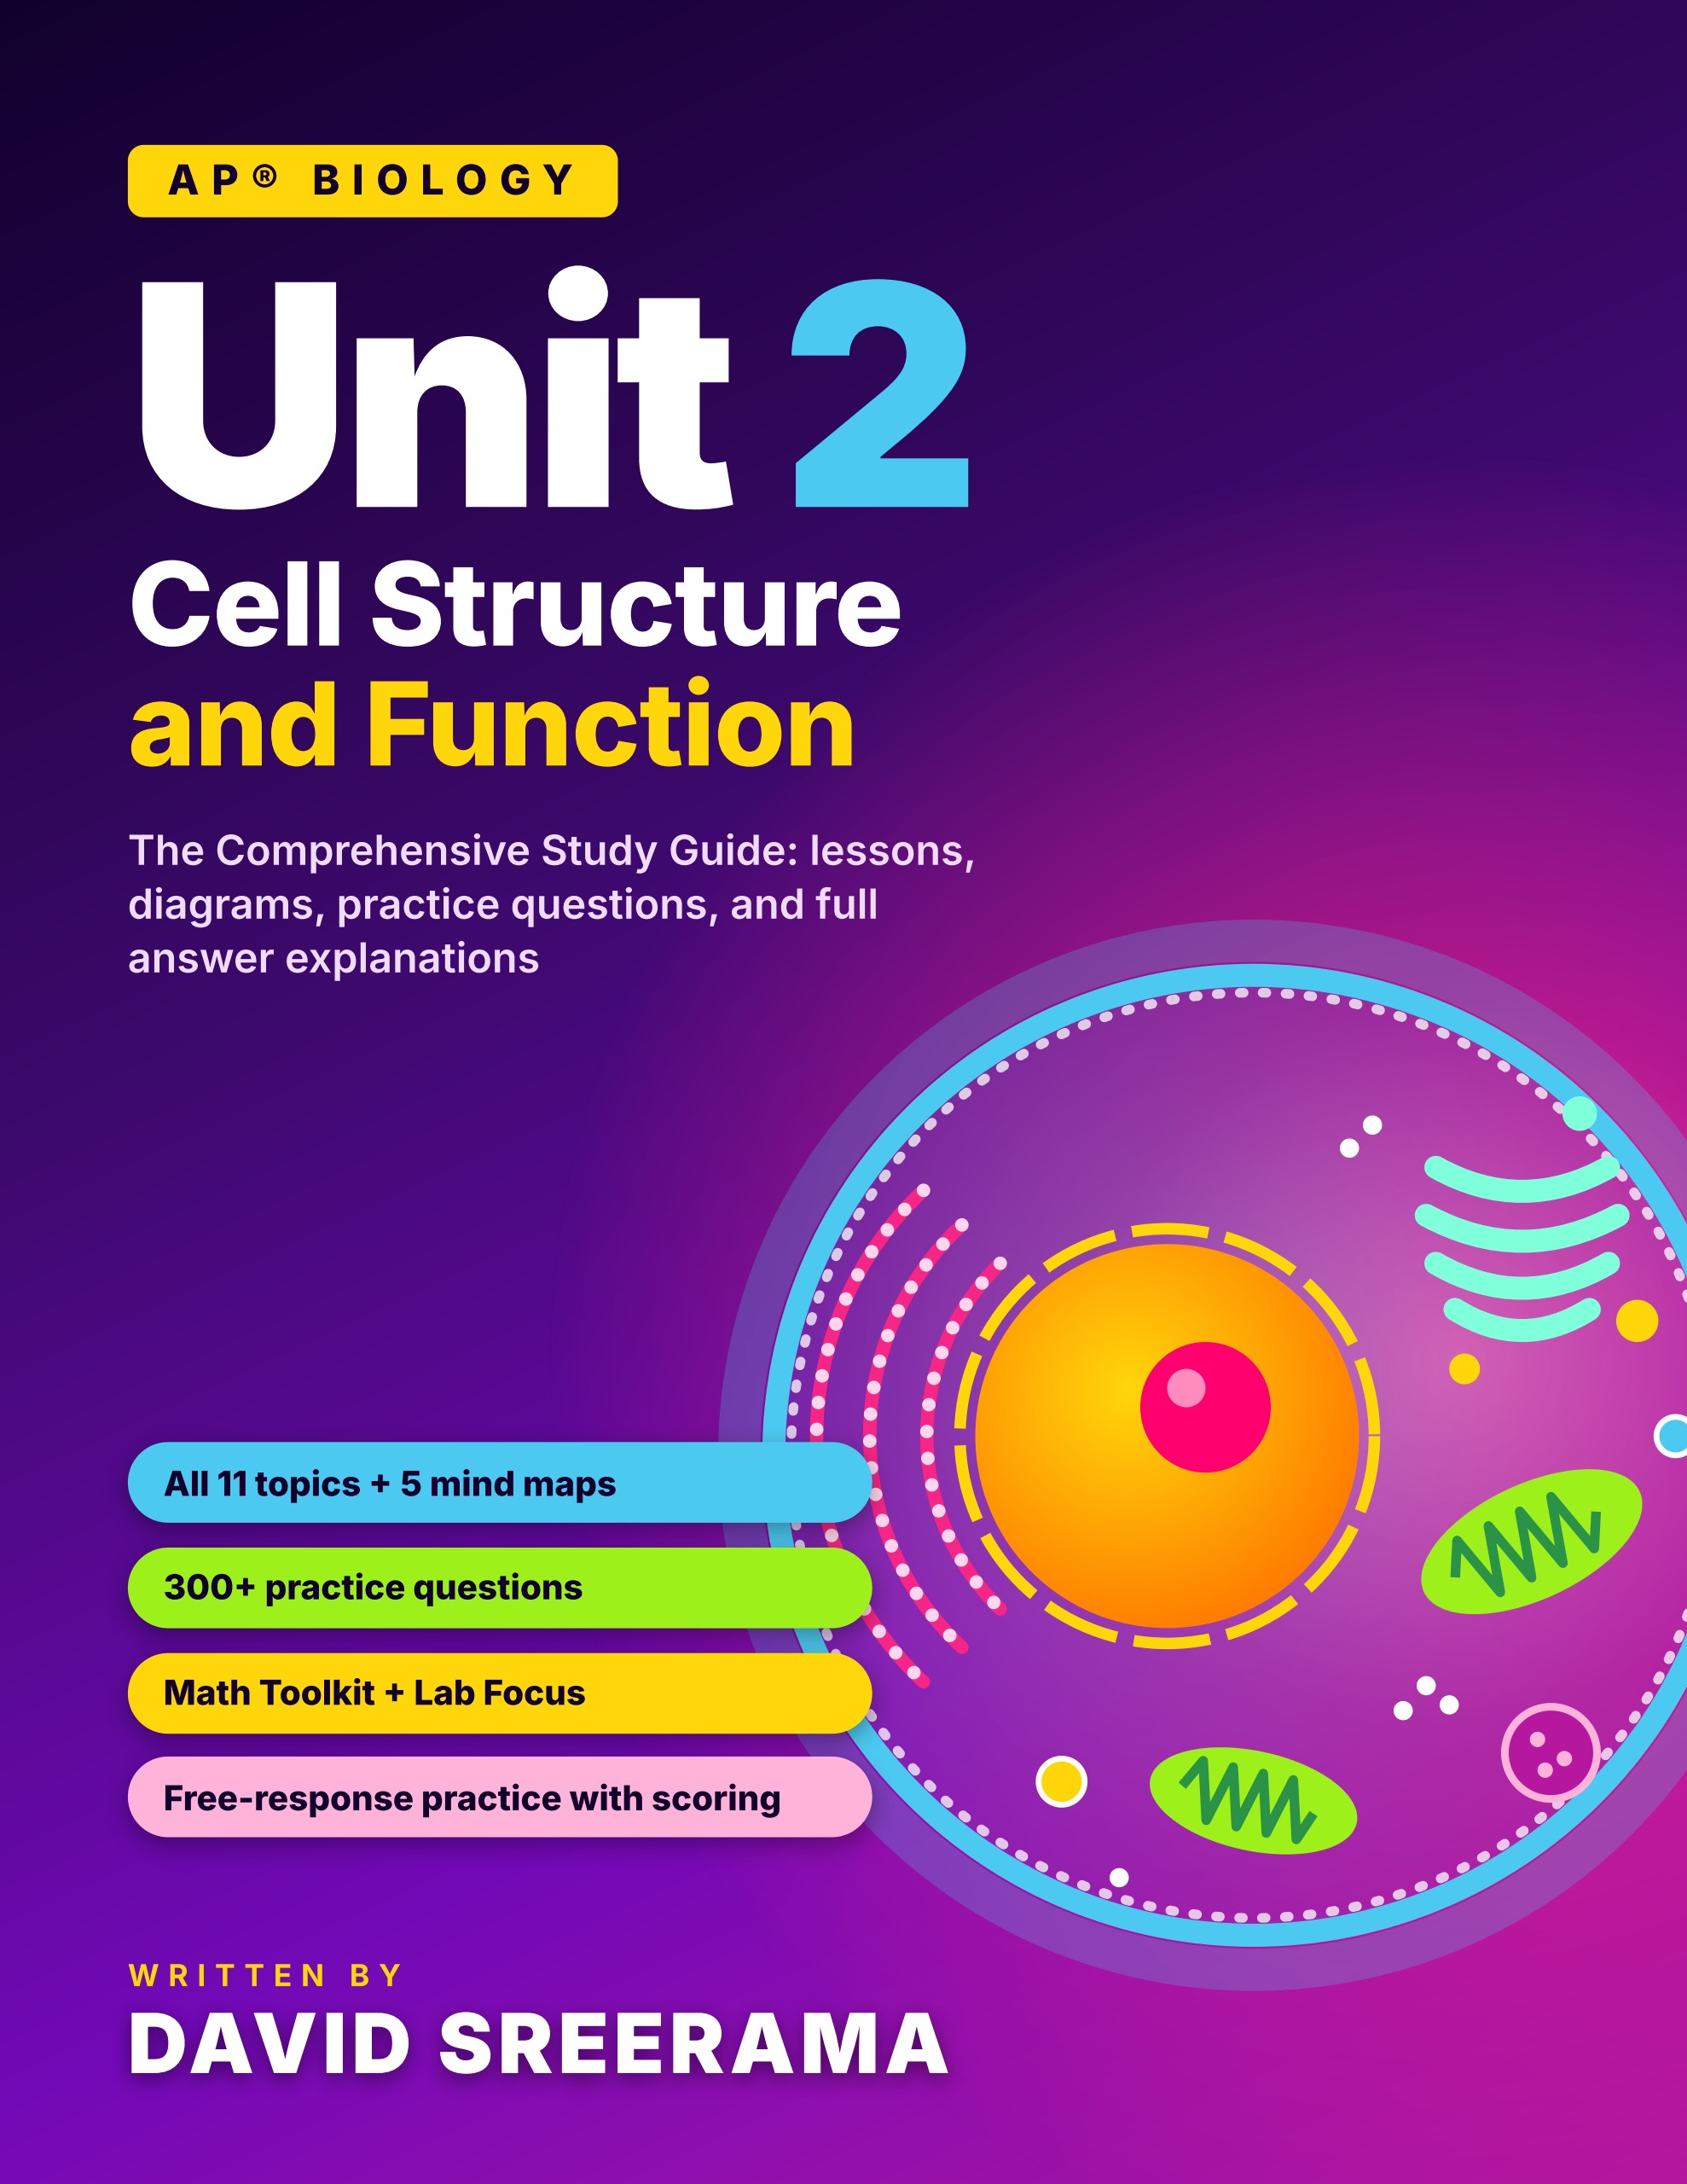 AP® BIOLOGY
Unit 2
Cell Structure
and Function
The Comprehensive Study Guide: lessons,
diagrams, practice questions, and full
answer explanations
All 11 topics + 5 mind maps
300+ practice questions
Math Toolkit + Lab Focus
Free-response practice with scoring
WRITTEN BY
DAVID SREERAMA